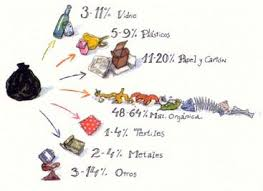 3-11% Vidrio
5-9% Plásticos
11-20% Papel y Cartón
48-64% Mat. Orgánica
1-4% Textiles
2-4% Metales
3-14% Otros